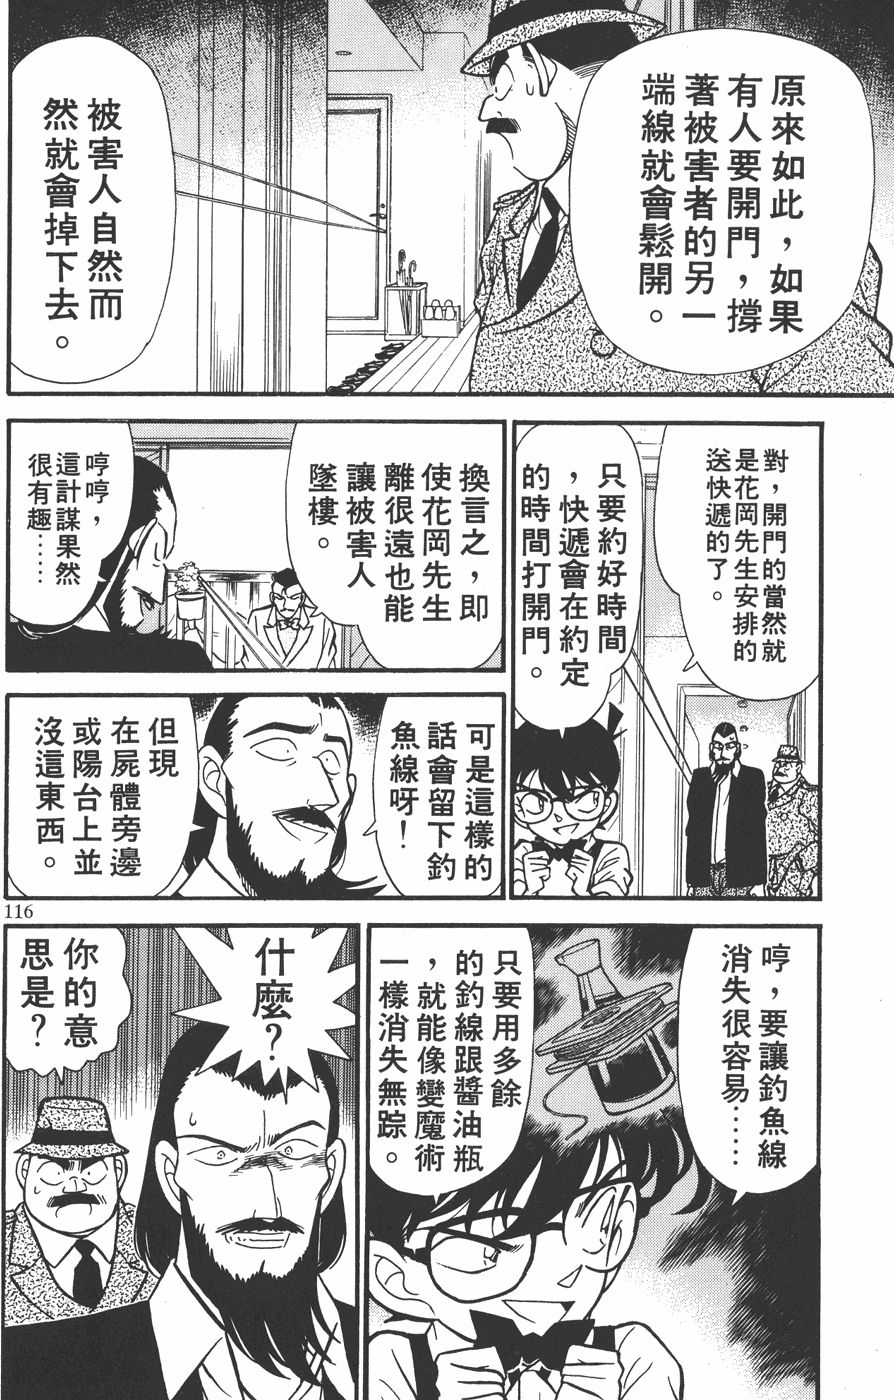 原來如此，如果
有人要開門，撐
著被害者的另一
端線就會鬆開。
被害人自然而
然就會掉下去。
對，開門的當然就
是花岡先生安排的
送快遞的了。
只要約好時間
，快遞會在約定
的時間打開門。
換言之，即
使花岡先生
離很遠也能
讓被害人
墜樓。
哼哼，
這計謀果然
很有趣……
可是這樣的
話會留下釣
魚線呀！
但現
在屍體旁邊
或陽台上並
沒這東西。
116
哼，要讓釣魚線
消失很容易……
只要用多餘
的釣線跟醬油瓶
，就能像變魔術
一樣消失無踪。
什麼？
你的意
思是？